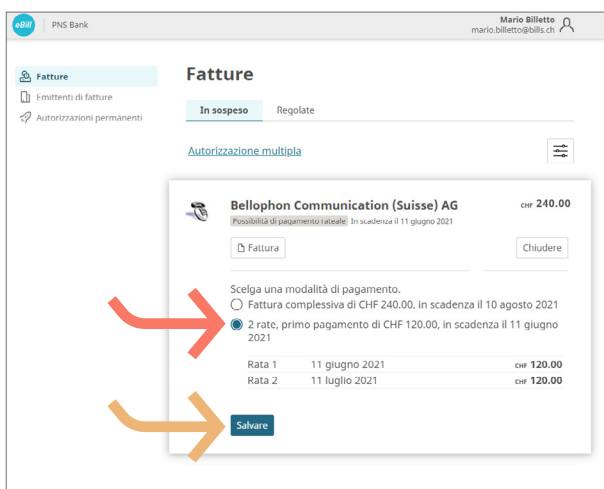 eBill PNS Bank
Mario Billetto
mario.billetto@bills.ch
Fatture
Emittenti di fatture
Autorizzazioni permanenti
Fatture
In sospeso Regolate
Autorizzazione multipla
Bellophon Communication (Suisse) AG CHF 240.00
Possibilità di pagamento rateale In scadenza il 11 giugno 2021
Fattura Chiudere
Scelga una modalità di pagamento.
Fattura complessiva di CHF 240.00, in scadenza il 10 agosto 2021
2 rate, primo pagamento di CHF 120.00, in scadenza il 11 giugno
2021
Rata 1 11 giugno 2021 CHF 120.00
Rata 2 11 luglio 2021 CHF 120.00
Salvare